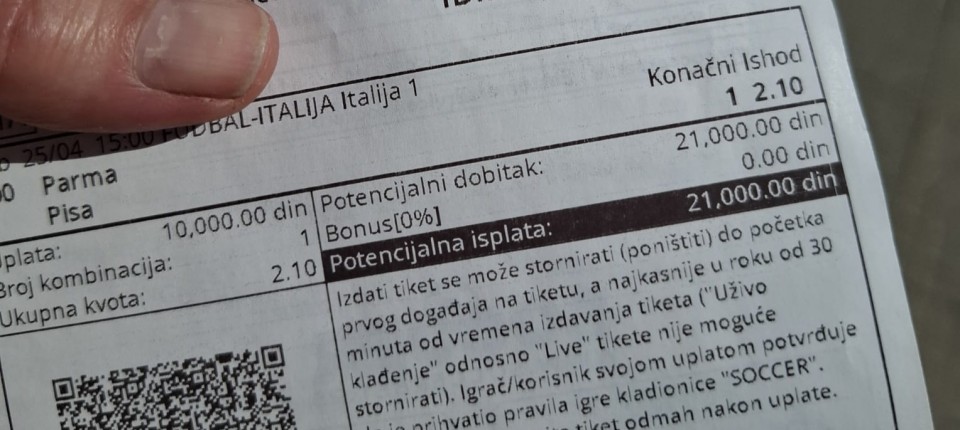 FUDBAL-ITALIJA Italija 1
Konačni Ishod
25/04 15:00
1 2.10
Parma
Pisa
uplata: 10,000.00 din
Broj kombinacija: 1
Ukupna kvota: 2.10
Potencijalni dobitak: 21,000.00 din
Bonus[0%] 0.00 din
Potencijalna isplata: 21,000.00 din
Izdati tiket se može stornirati (poništiti) do početka
prvog događaja na tiketu, a najkasnije u roku od 30
minuta od vremena izdavanja tiketa ("Uživo
klađenje" odnosno "Live" tikete nije moguće
stornirati). Igrač/korisnik svojom uplatom potvrđuje
je prihvatio pravila igre kladionice "SOCCER".
tiket odmah nakon uplate.